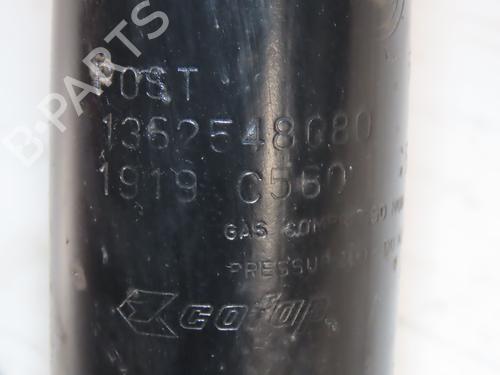 B-PARTS
POST
1362548080
1919 C560
GAS
PRESSU
cofap